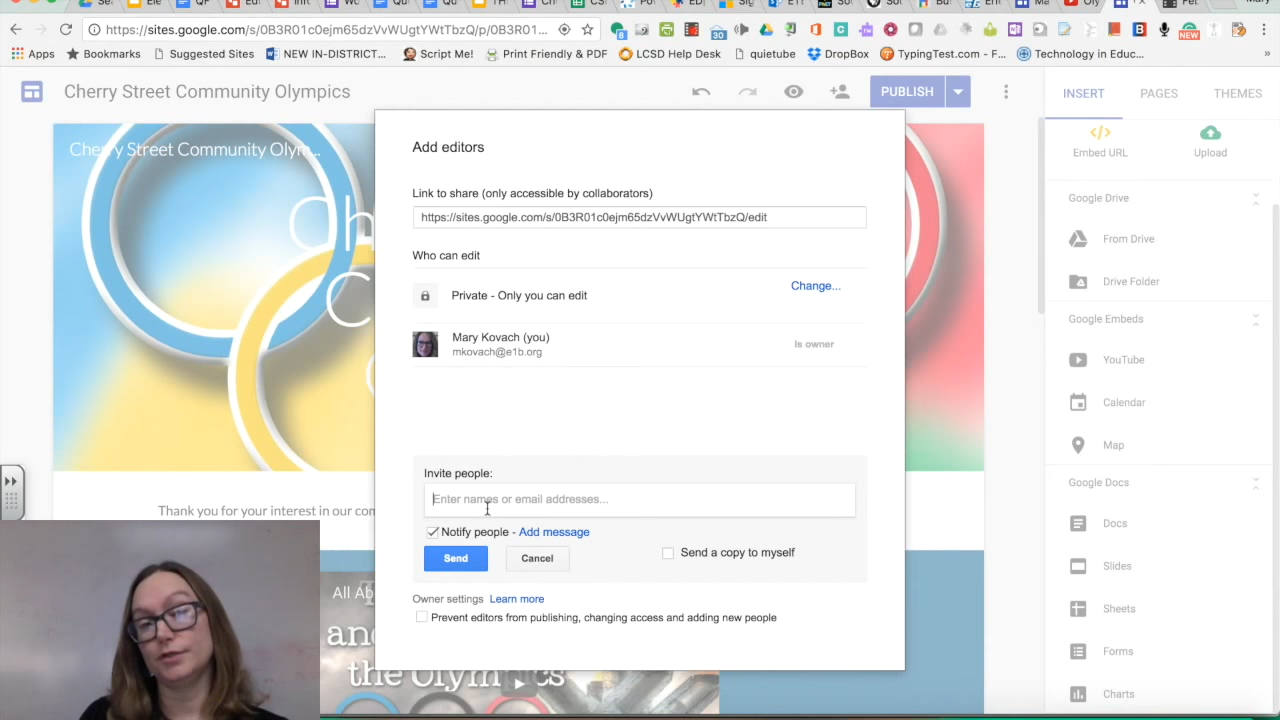 https://sites.google.com/s/0B3R01c0ejm65dzVvWUgtYWtTbzQ/p/0B3R01...
Apps Bookmarks Suggested Sites NEW IN-DISTRICT... Script Me! Print Friendly & PDF LCSD Help Desk quietube DropBox TypingTest.com - F... Technology in Educ... »
Cherry Street Community Olympics
PUBLISH
INSERT PAGES THEMES
Embed URL Upload
Google Drive
From Drive
Drive Folder
Google Embeds
YouTube
Calendar
Map
Google Docs
Docs
Slides
Sheets
Forms
Charts
Cherry Street Community Olym...
Ch
C
Add editors
Link to share (only accessible by collaborators)
https://sites.google.com/s/0B3R01c0ejm65dzVvWUgtYWtTbzQ/edit
Who can edit
Private - Only you can edit
Change...
Mary Kovach (you)
mkovach@e1b.org
Is owner
Invite people:
Enter names or email addresses...
Notify people - Add message
Send Cancel
Send a copy to myself
Owner settings Learn more
Prevent editors from publishing, changing access and adding new people
Thank you for your interest in our com
All Ab
an
the Olympics